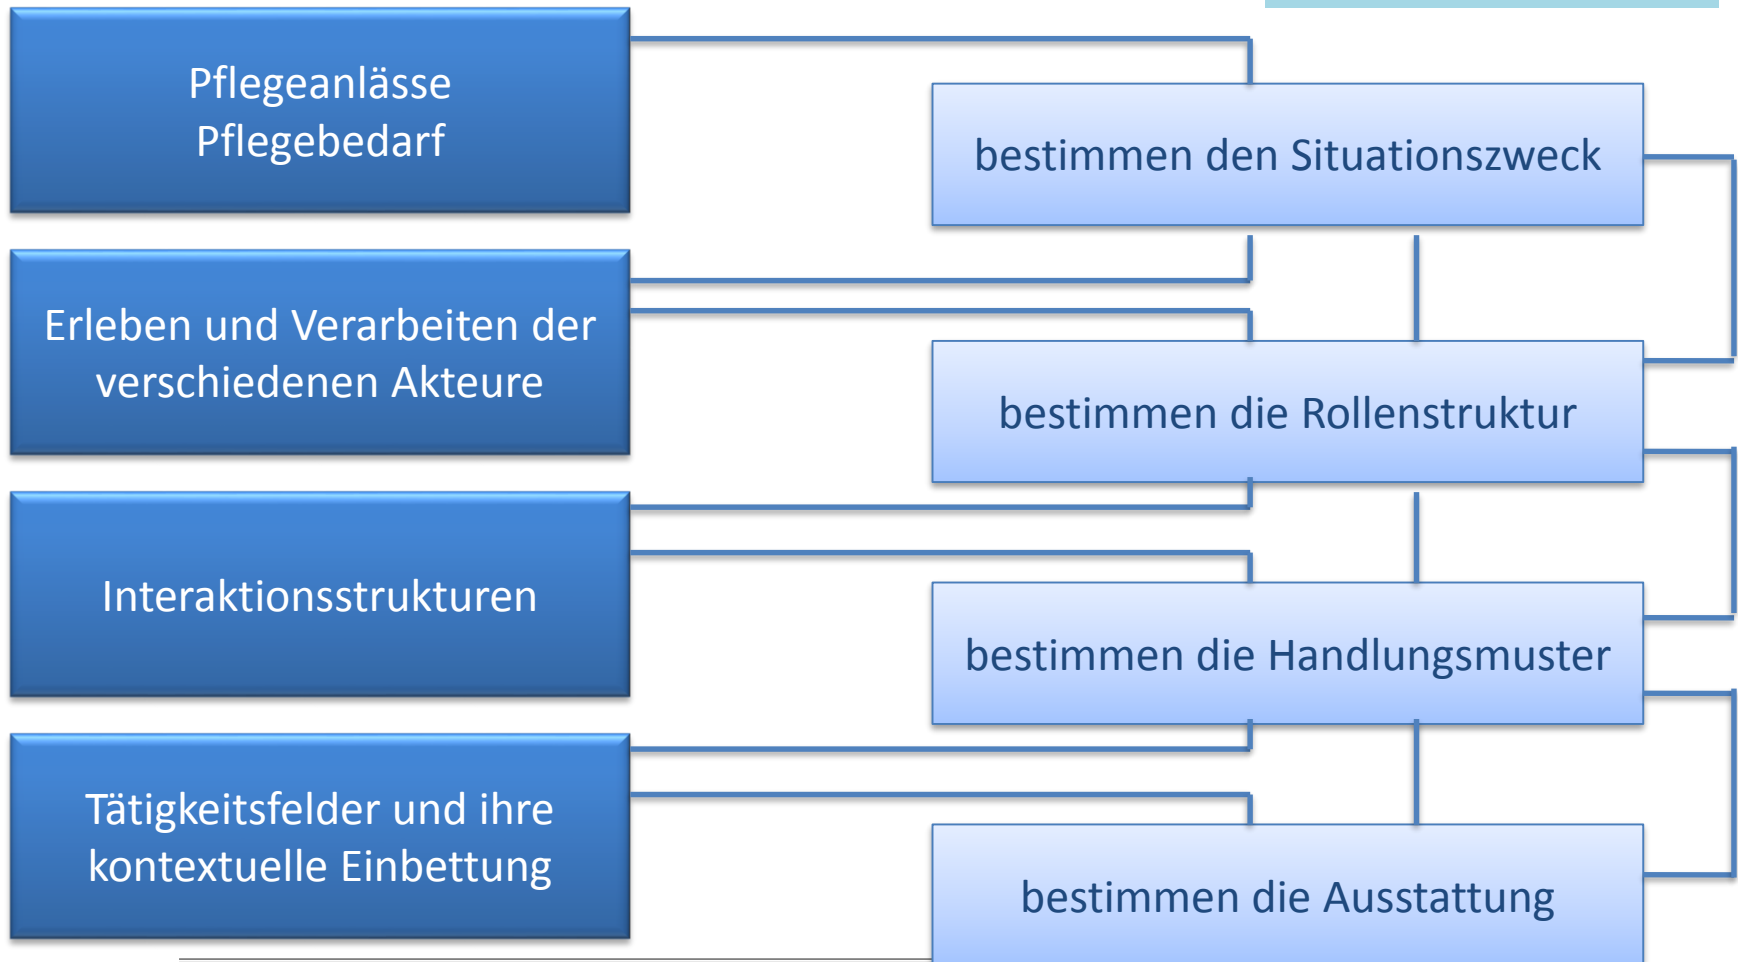 Pflegeanlässe
Pflegebedarf
bestimmen den Situationszweck
Erleben und Verarbeiten der
verschiedenen Akteure
bestimmen die Rollenstruktur
Interaktionsstrukturen
bestimmen die Handlungsmuster
Tätigkeitsfelder und ihre
kontextuelle Einbettung
bestimmen die Ausstattung